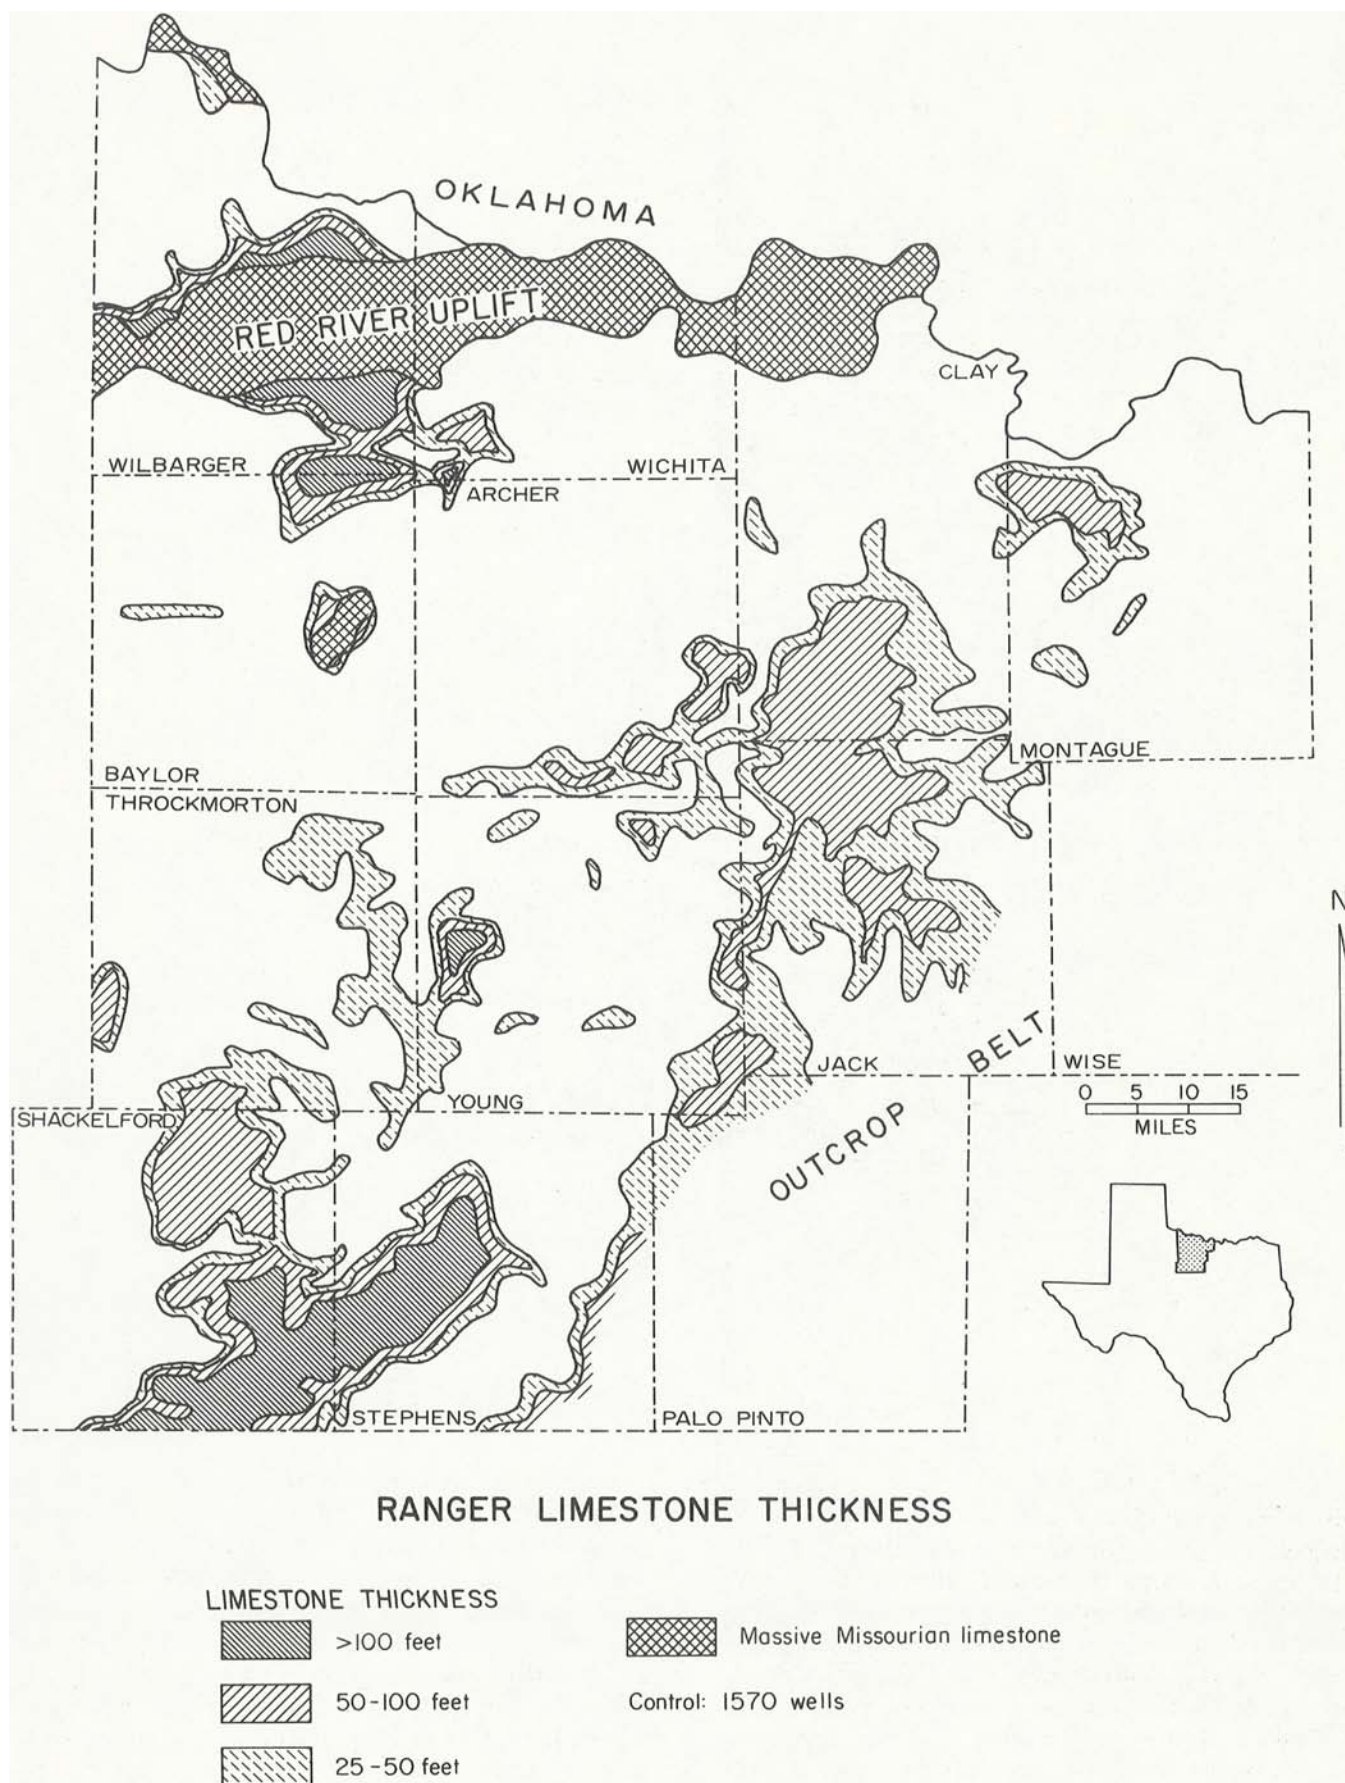 OKLAHOMA
RED RIVER UPLIFT
CLAY
WILBARGER
WICHITA
ARCHER
MONTAGUE
BAYLOR
THROCKMORTON
N
BELT
JACK
WISE
0 5 10 15
MILES
YOUNG
SHACKELFORD
OUTCROP
STEPHENS
PALO PINTO
RANGER LIMESTONE THICKNESS
LIMESTONE THICKNESS
>100 feet
Massive Missourian limestone
50-100 feet
Control: 1570 wells
25-50 feet